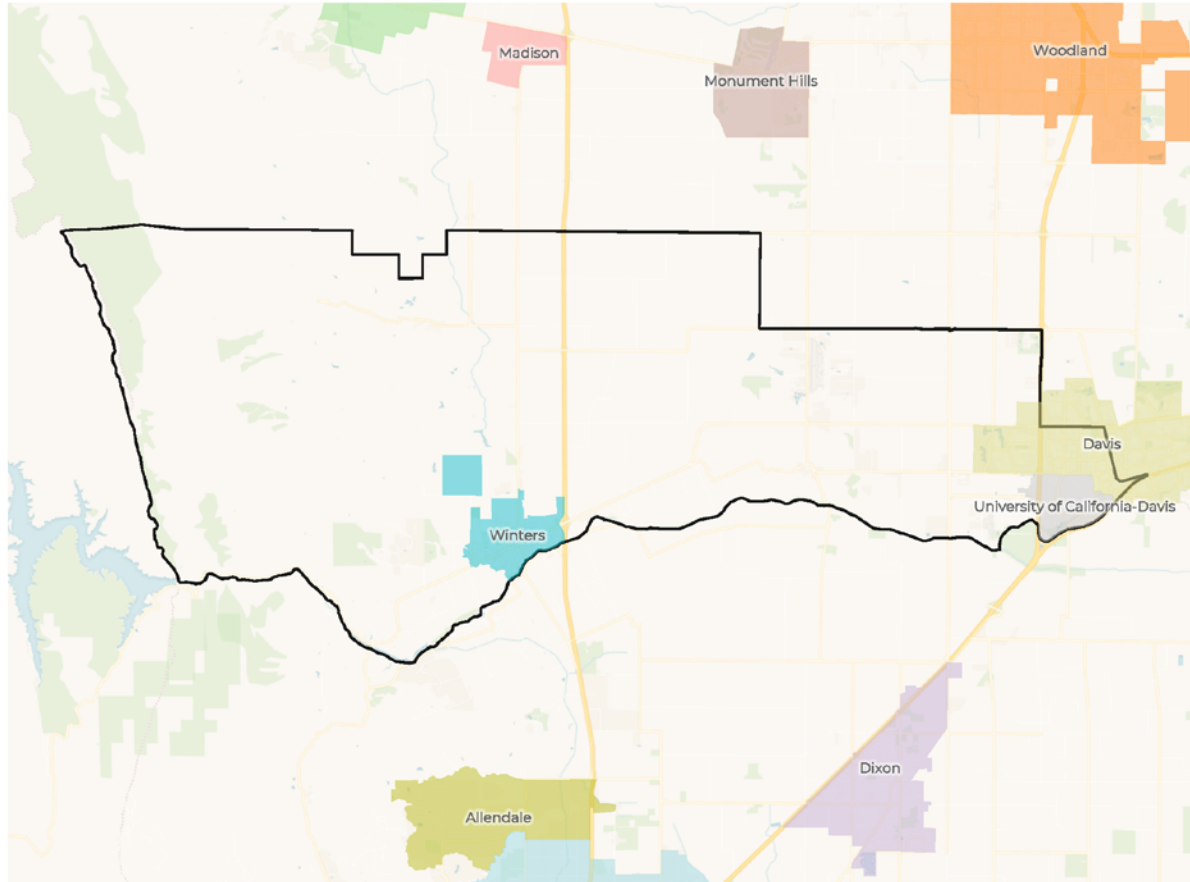 Madison
Woodland
Monument Hills
Davis
University of California-Davis
Winters
Dixon
Allendale